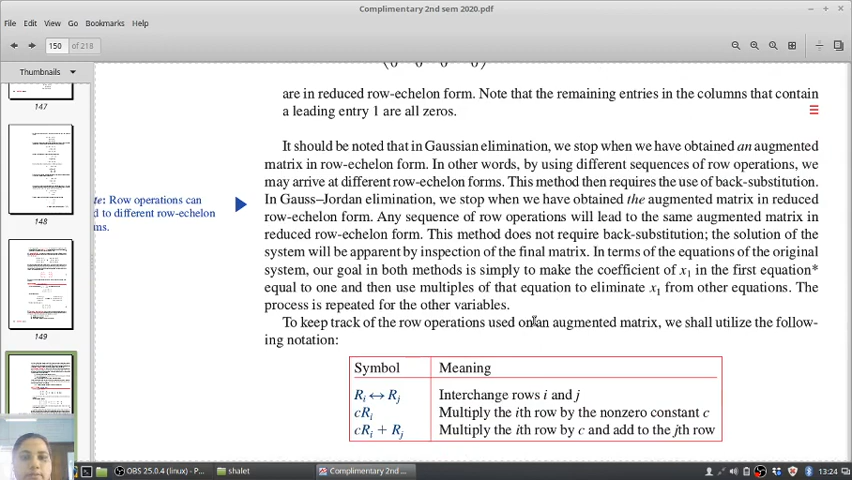 Complimentary 2nd sem 2020.pdf
File Edit View Go Bookmarks Help
150 of 218
Thumbnails
147
148
149
are in reduced row-echelon form. Note that the remaining entries in the columns that contain
a leading entry 1 are all zeros.
It should be noted that in Gaussian elimination, we stop when we have obtained an augmented
matrix in row-echelon form. In other words, by using different sequences of row operations, we
may arrive at different row-echelon forms. This method then requires the use of back-substitution.
In Gauss–Jordan elimination, we stop when we have obtained the augmented matrix in reduced
row-echelon form. Any sequence of row operations will lead to the same augmented matrix in
reduced row-echelon form. This method does not require back-substitution; the solution of the
system will be apparent by inspection of the final matrix. In terms of the equations of the original
system, our goal in both methods is simply to make the coefficient of x₁ in the first equation*
equal to one and then use multiples of that equation to eliminate x₁ from other equations. The
process is repeated for the other variables.
To keep track of the row operations used on an augmented matrix, we shall utilize the follow-
ing notation:
te: Row operations can
d to different row-echelon
ms.
Symbol Meaning
Rᵢ ↔ Rⱼ Interchange rows i and j
cRᵢ Multiply the ith row by the nonzero constant c
cRᵢ + Rⱼ Multiply the ith row by c and add to the jth row
OBS 25.0.4 (linux) - P...
shalet
Complimentary 2nd ...
13:24